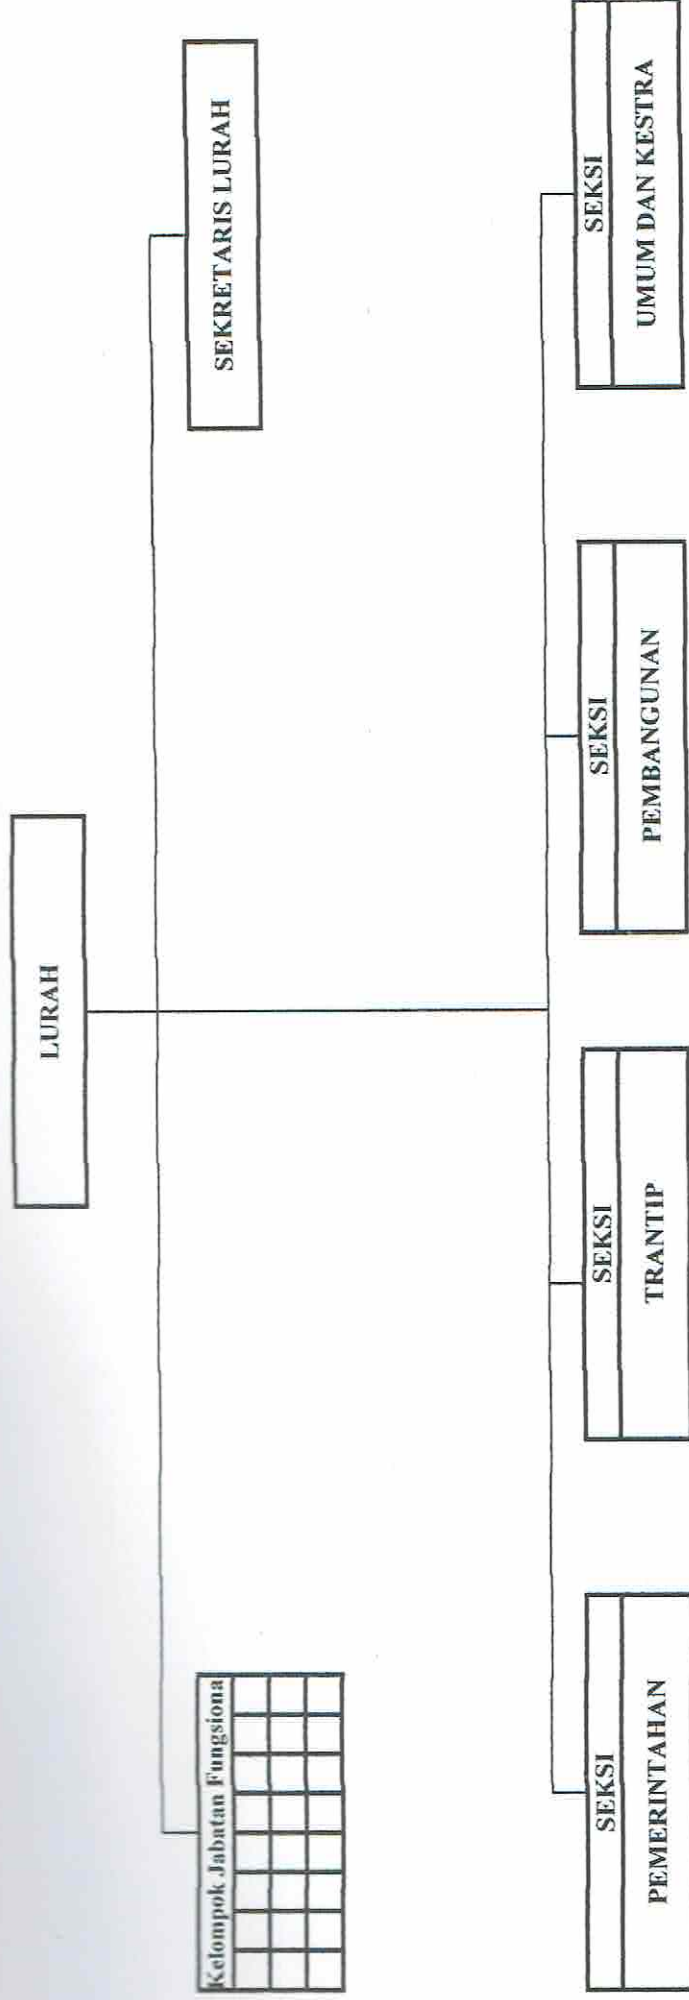 LURAH
Kelompok Jabatan Fungsiona
SEKRETARIS LURAH
SEKSI
PEMERINTAHAN
SEKSI
TRANTIP
SEKSI
PEMBANGUNAN
SEKSI
UMUM DAN KESTRA